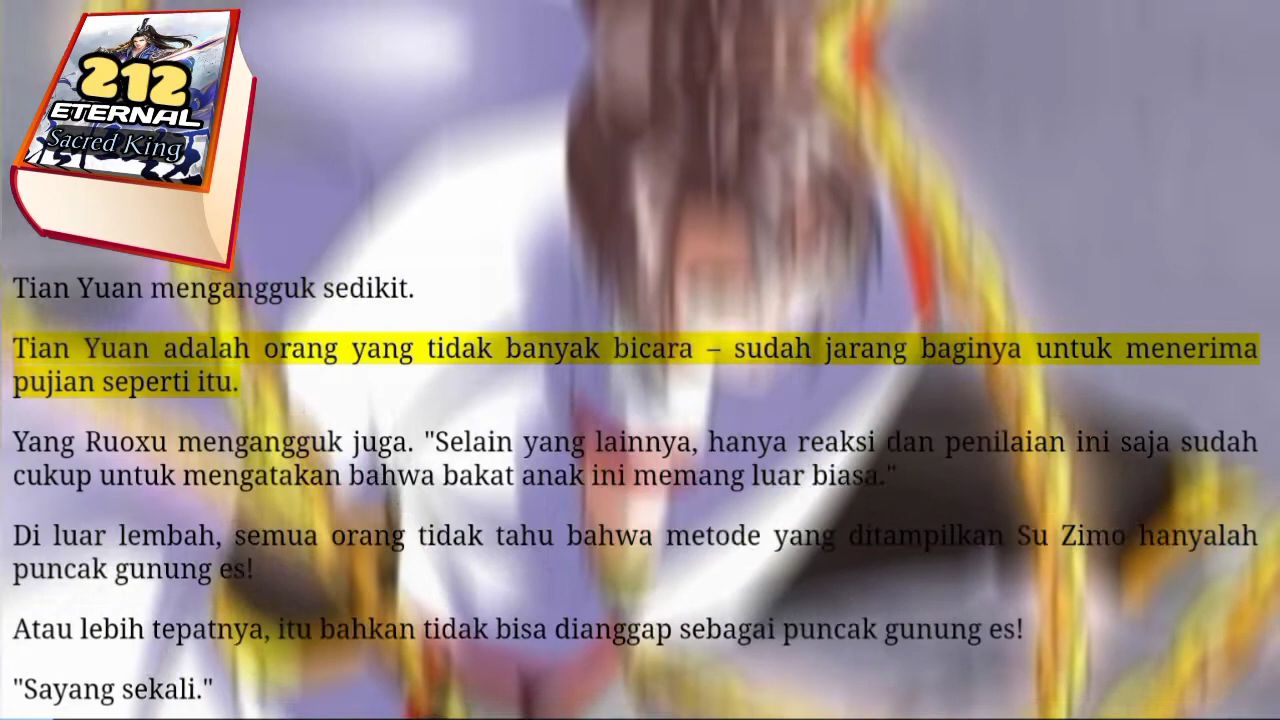 212
ETERNAL
Sacred King
Tian Yuan mengangguk sedikit.
Tian Yuan adalah orang yang tidak banyak bicara – sudah jarang baginya untuk menerima
pujian seperti itu.
Yang Ruoxu mengangguk juga. "Selain yang lainnya, hanya reaksi dan penilaian ini saja sudah
cukup untuk mengatakan bahwa bakat anak ini memang luar biasa."
Di luar lembah, semua orang tidak tahu bahwa metode yang ditampilkan Su Zimo hanyalah
puncak gunung es!
Atau lebih tepatnya, itu bahkan tidak bisa dianggap sebagai puncak gunung es!
"Sayang sekali."